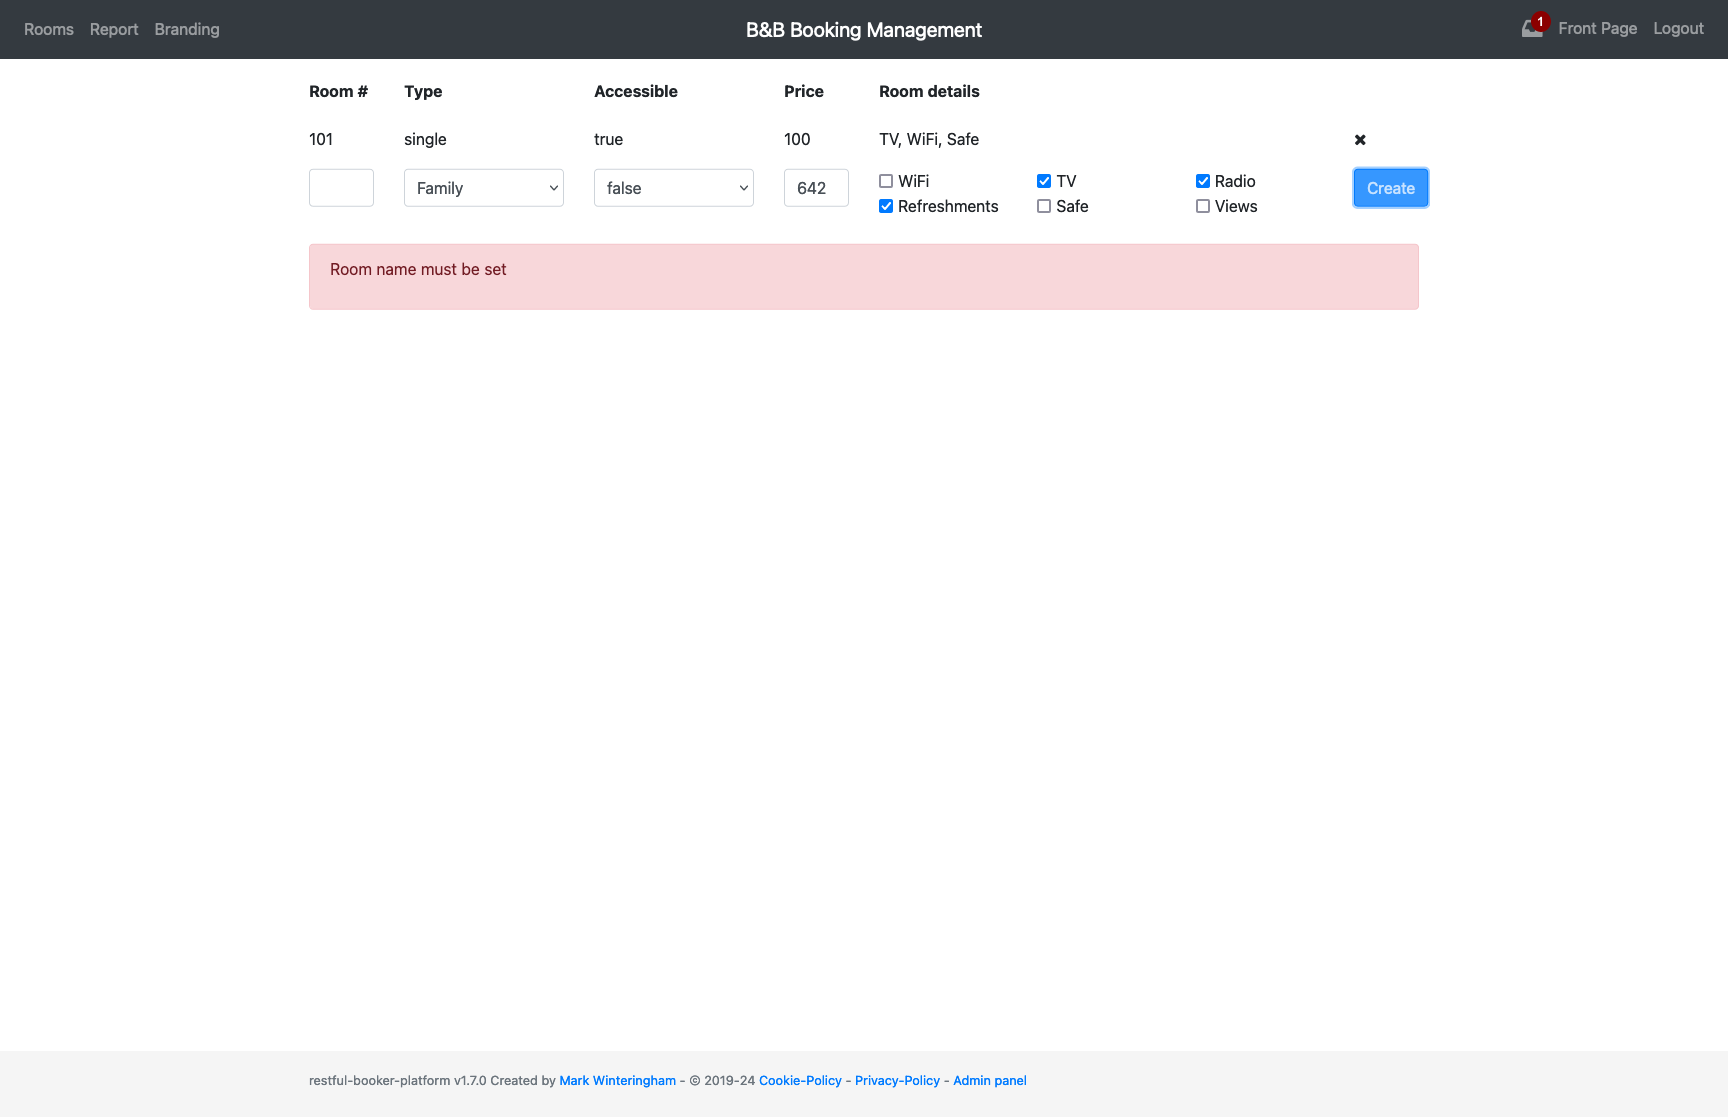 Rooms Report Branding B&B Booking Management 1 Front Page Logout
Room # Type Accessible Price Room details
101 single true 100 TV, WiFi, Safe
Family false 642 WiFi TV Radio Create
Refreshments Safe Views
Room name must be set
restful-booker-platform v1.7.0 Created by Mark Winteringham - © 2019-24 Cookie-Policy - Privacy-Policy - Admin panel